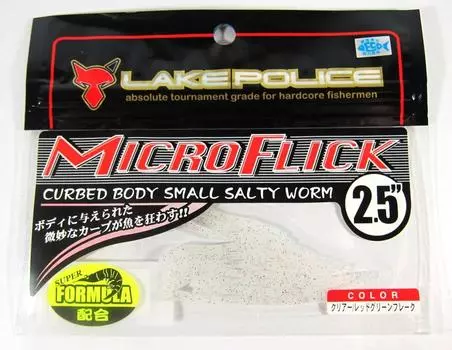 LAKE POLICE
absolute tournament grade for hardcore fishermen
MICROFLICK
CURBED BODY SMALL SALTY WORM
2.5"
ボディに与えられた
微妙なカーブが魚を狂わす!!
SUPER
FORMULA
配合
COLOR
クリアー/レッドグリーンフレーク